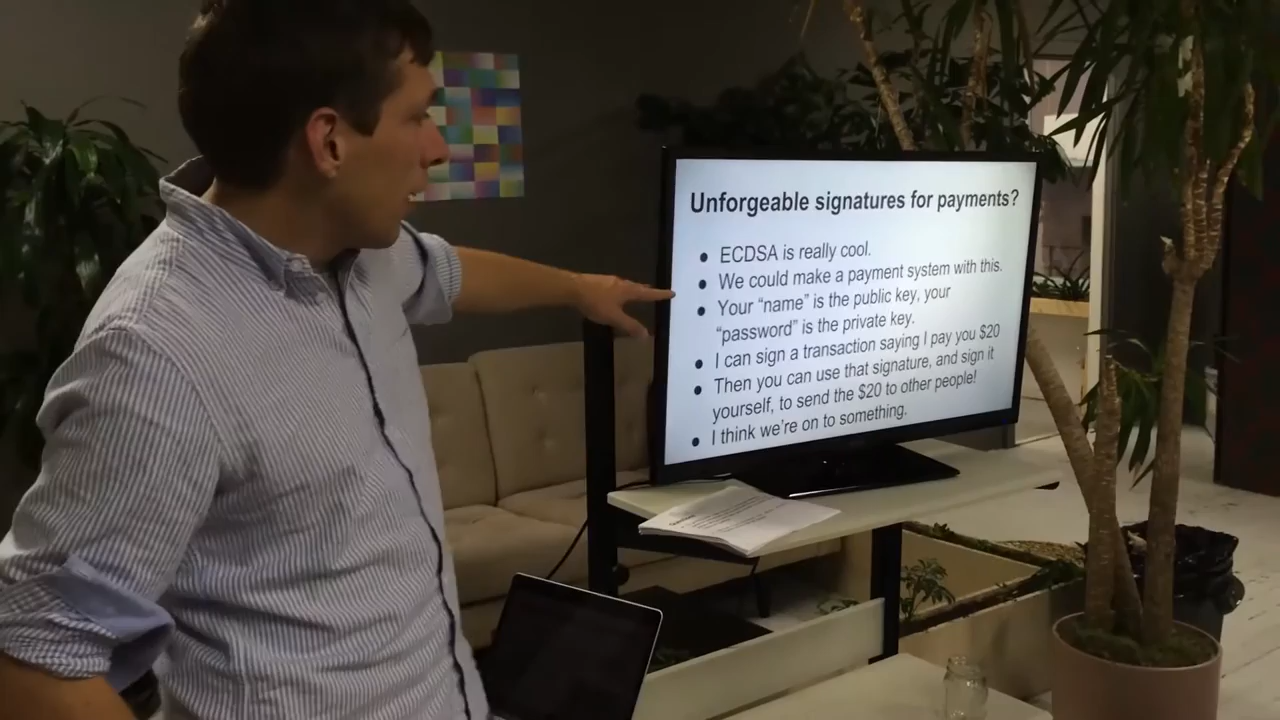 Unforgeable signatures for payments?
● ECDSA is really cool.
● We could make a payment system with this.
● Your “name” is the public key, your
“password” is the private key.
● I can sign a transaction saying I pay you $20
● Then you can use that signature, and sign it
yourself, to send the $20 to other people!
● I think we’re on to something.